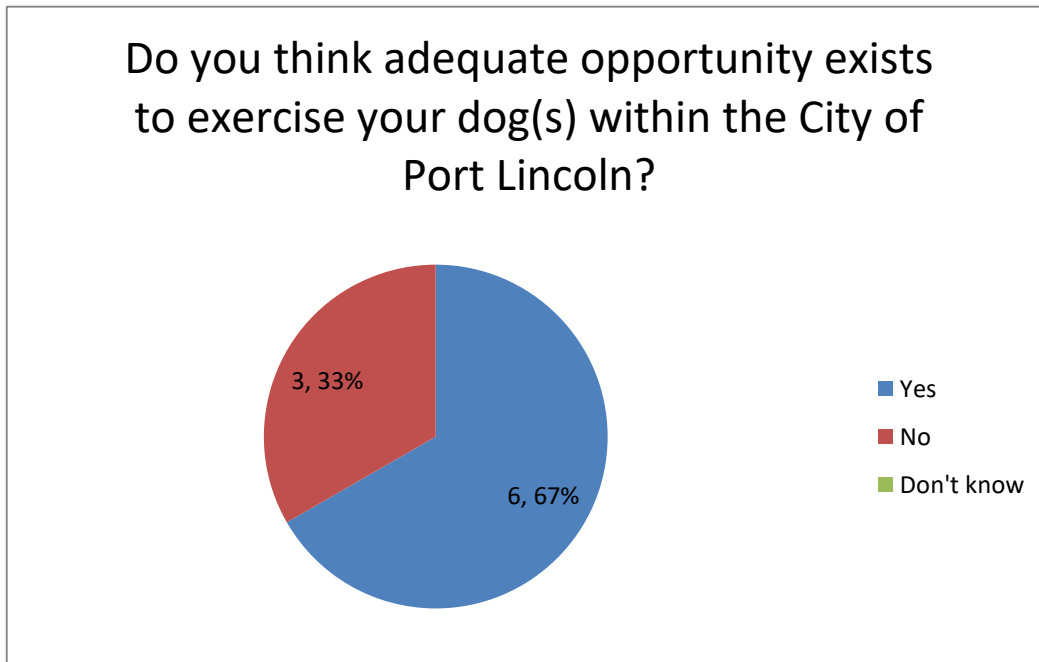 Do you think adequate opportunity exists
to exercise your dog(s) within the City of
Port Lincoln?
3, 33%
6, 67%
Yes
No
Don't know